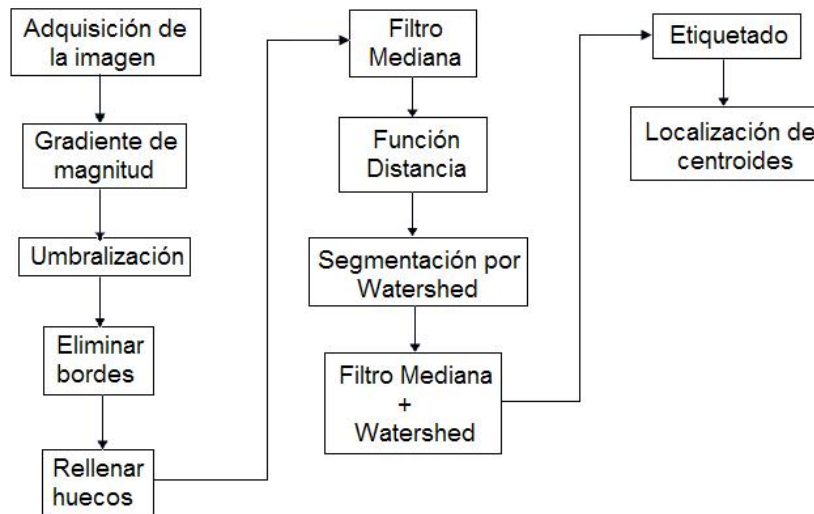 Adquisición de
la imagen
Gradiente de
magnitud
Umbralización
Eliminar
bordes
Rellenar
huecos
Filtro
Mediana
Función
Distancia
Segmentación por
Watershed
Filtro Mediana
+
Watershed
Etiquetado
Localización de
centroides